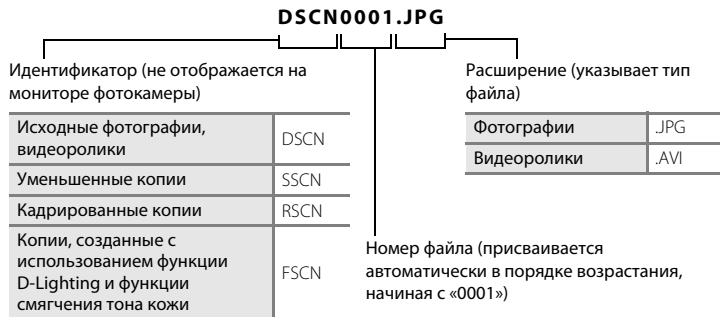 DSCN0001.JPG
Идентификатор (не отображается на
мониторе фотокамеры)
Исходные фотографии,
видеоролики
DSCN
Уменьшенные копии
SSCN
Кадрированные копии
RSCN
Копии, созданные с
использованием функции
D-Lighting и функции
смягчения тона кожи
FSCN
Расширение (указывает тип
файла)
Фотографии
.JPG
Видеоролики
.AVI
Номер файла (присваивается
автоматически в порядке возрастания,
начиная с «0001»)